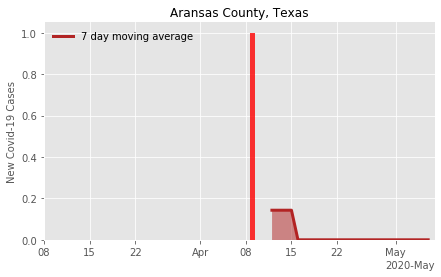 Aransas County, Texas
7 day moving average
New Covid-19 Cases
1.0
0.8
0.6
0.4
0.2
0.0
08 15 22 Apr 08 15 22 May
2020-May